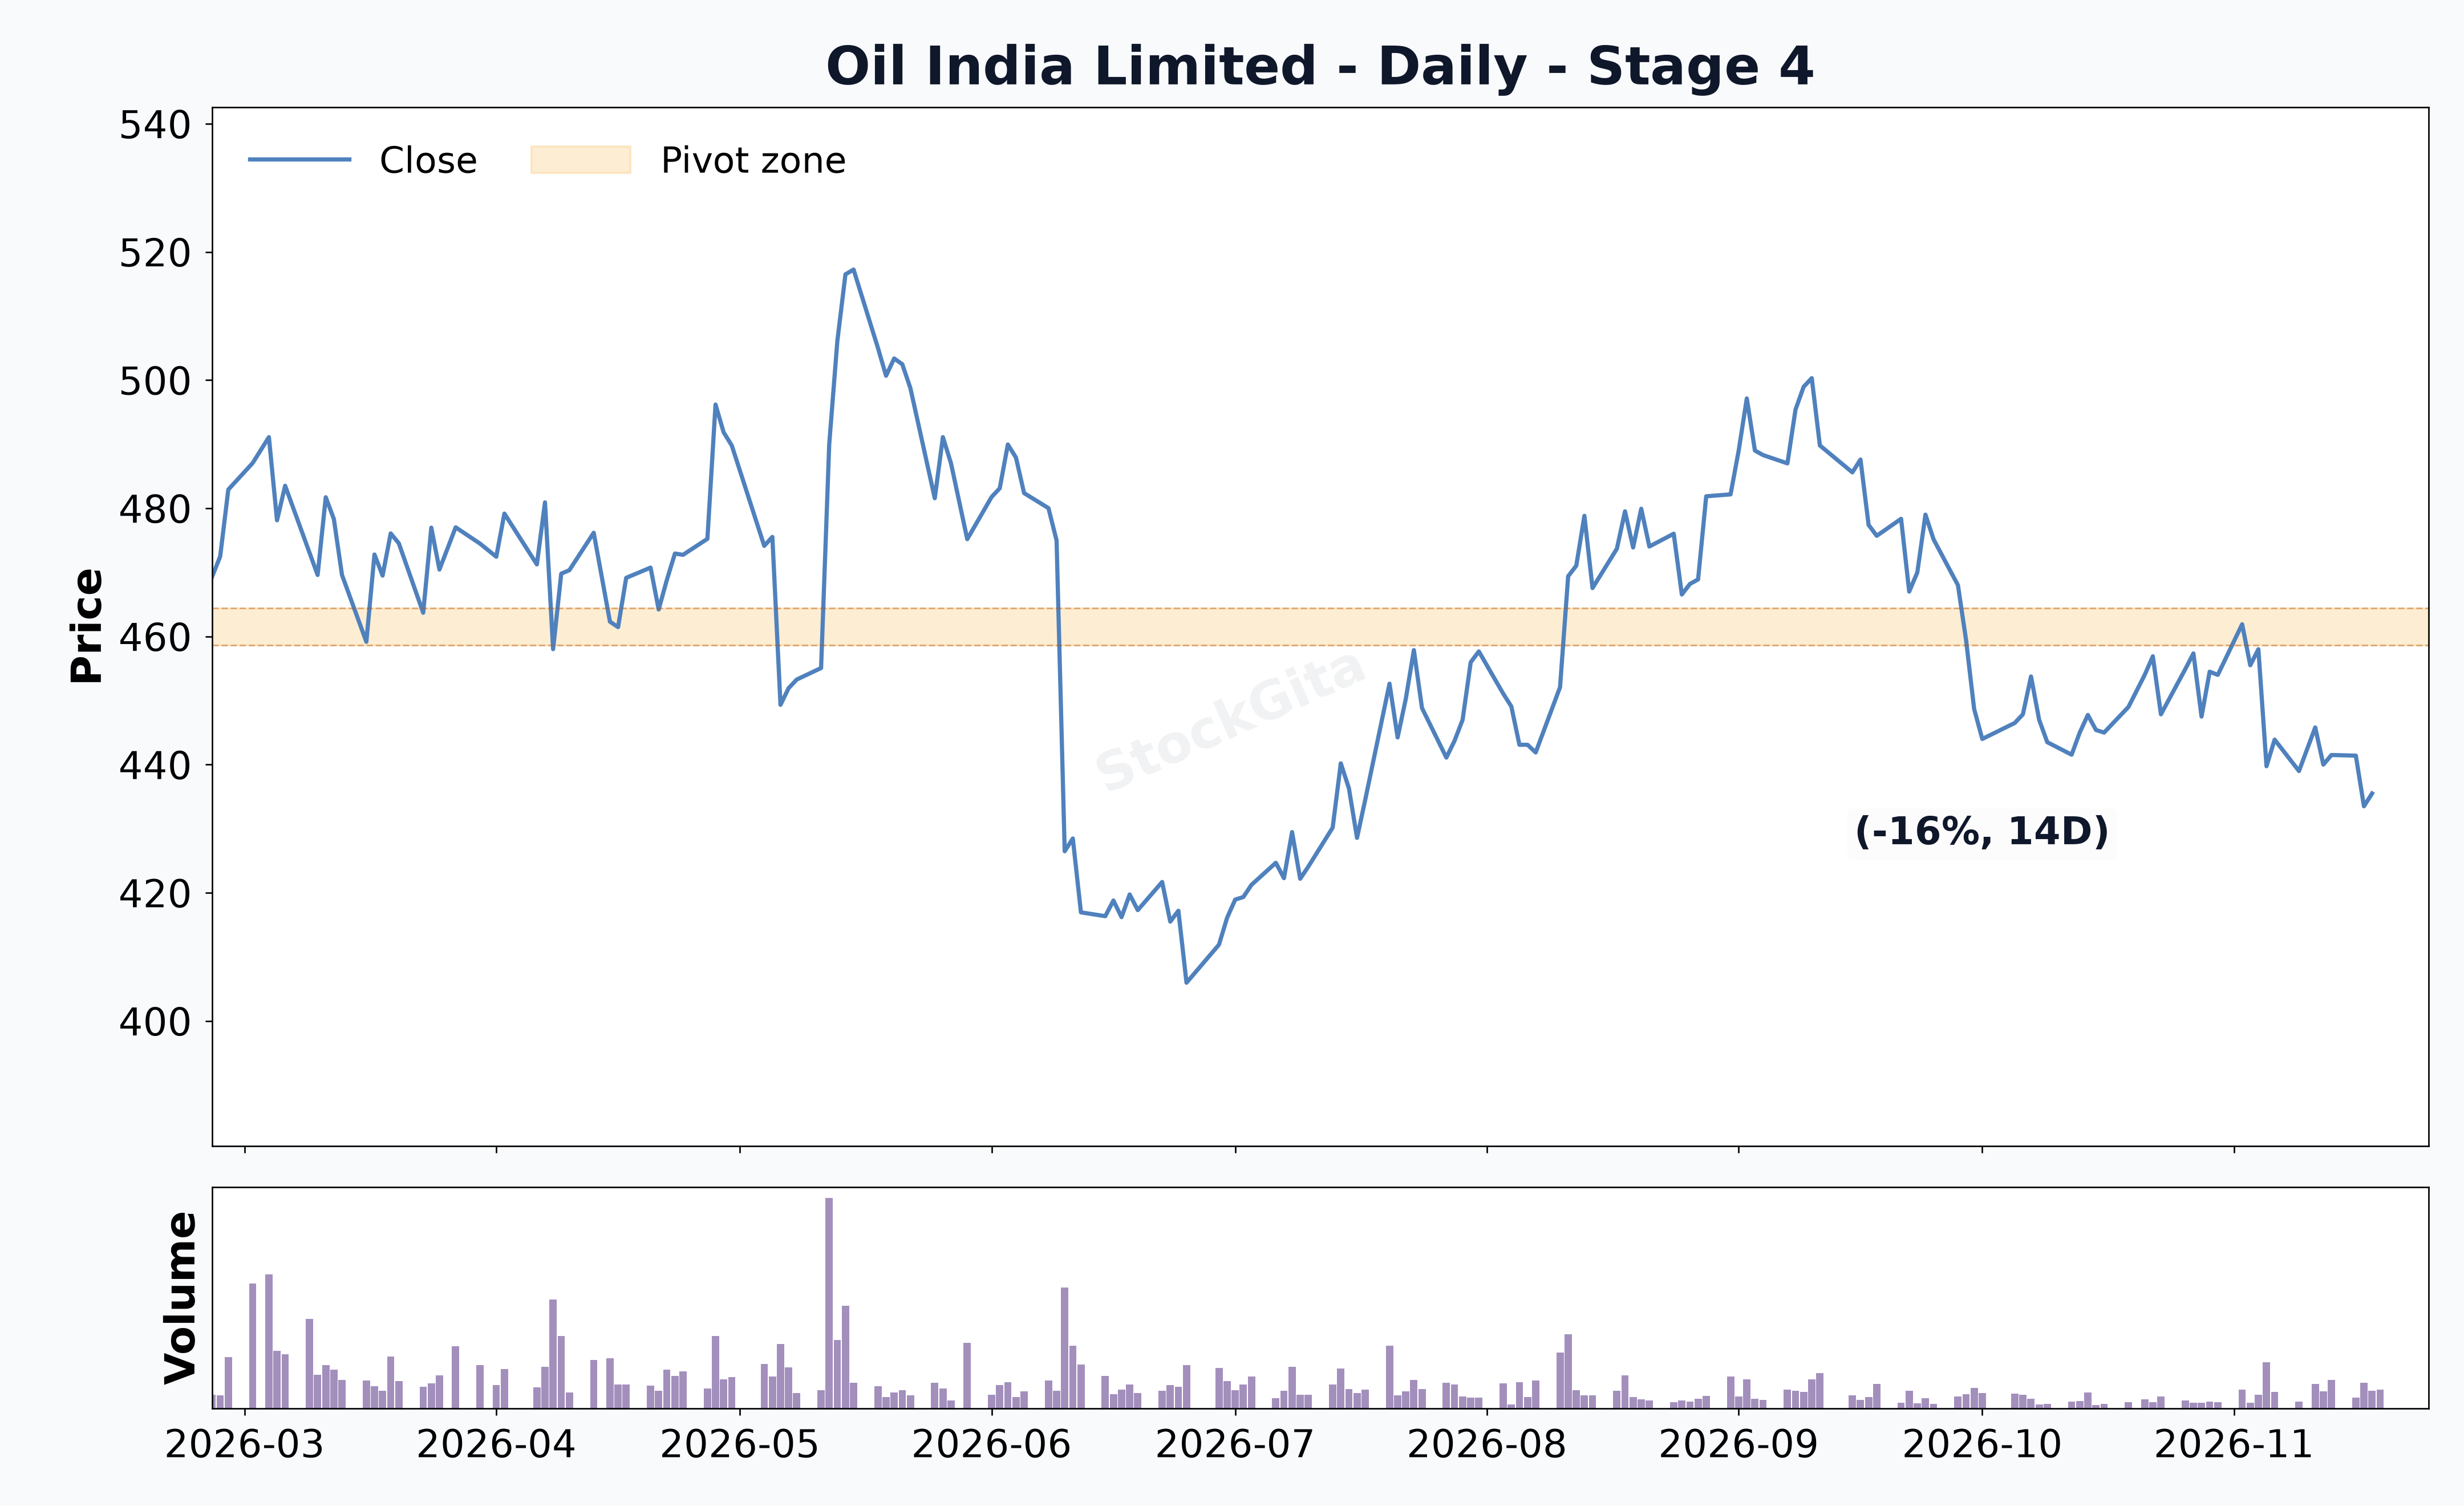 Oil India Limited - Daily - Stage 4
Close
Pivot zone
Price
540
520
500
480
460
440
420
400
StockGita
(-16%, 14D)
Volume
2026-03
2026-04
2026-05
2026-06
2026-07
2026-08
2026-09
2026-10
2026-11